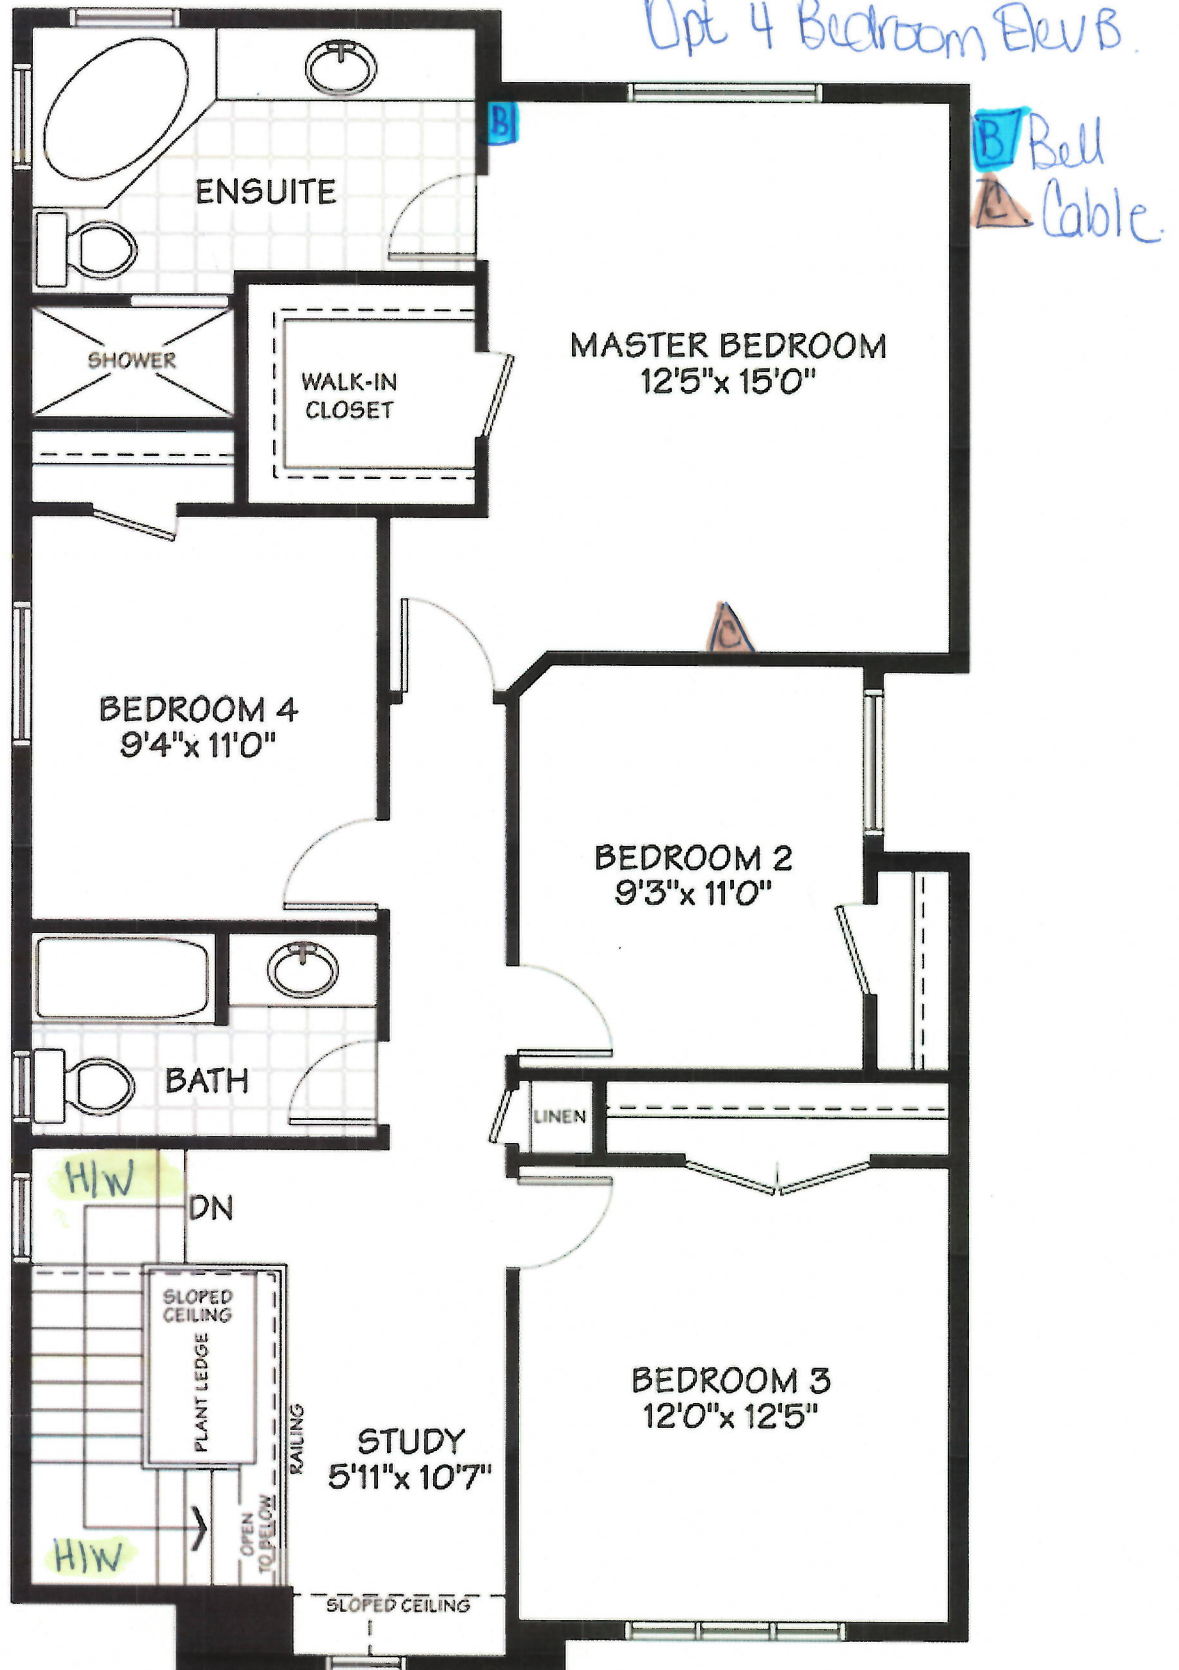 Opt 4 Bedroom Elev B.
B
B Bell
C Cable.
ENSUITE
MASTER BEDROOM
12'5"x 15'0"
SHOWER
WALK-IN
CLOSET
C
BEDROOM 4
9'4"x 11'0"
BEDROOM 2
9'3"x 11'0"
BATH
LINEN
H/W
DN
SLOPED
CEILING
PLANT LEDGE
RAILING
BEDROOM 3
12'0"x 12'5"
STUDY
5'11"x 10'7"
OPEN
TO BELOW
H/W
SLOPED CEILING